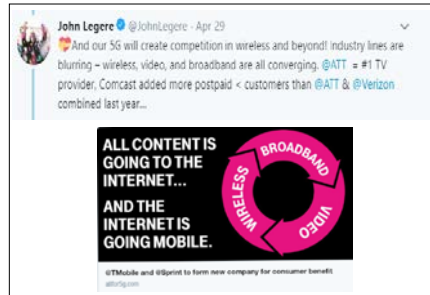 John Legere @JohnLegere - Apr 29
And our 5G will create competition in wireless and beyond! Industry lines are
blurring – wireless, video, and broadband are all converging. @ATT = #1 TV
provider, Comcast added more postpaid < customers than @ATT & @Verizon
combined last year...
ALL CONTENT IS
GOING TO THE
INTERNET...
AND THE
INTERNET IS
GOING MOBILE.
BROADBAND
VIDEO
WIRELESS
@TMobile and @Sprint to form new company for consumer benefit
allfor5g.com